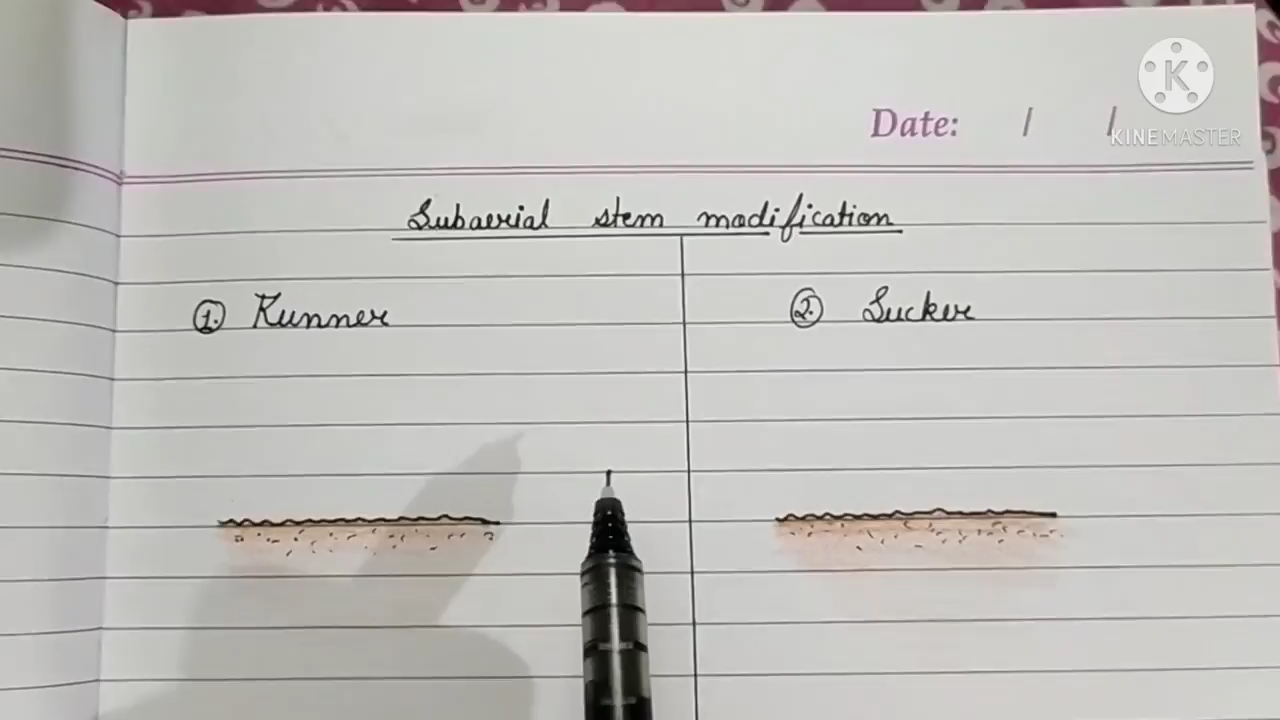 K
KINEMASTER
Date: / /
Subaerial stem modification
1. Runner
2. Sucker